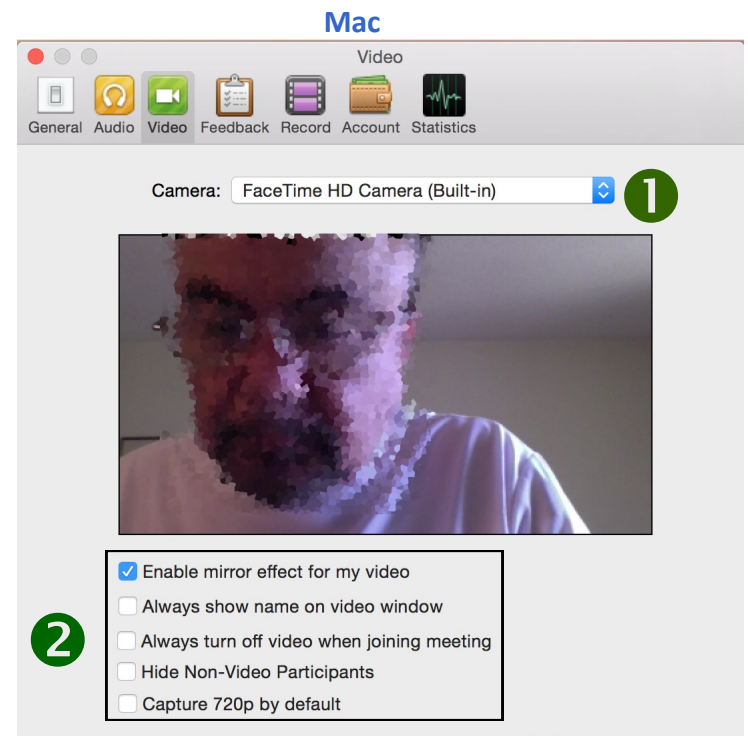 Mac
Video
General Audio Video Feedback Record Account Statistics
Camera: FaceTime HD Camera (Built-in)
1
Enable mirror effect for my video
Always show name on video window
2
Always turn off video when joining meeting
Hide Non-Video Participants
Capture 720p by default